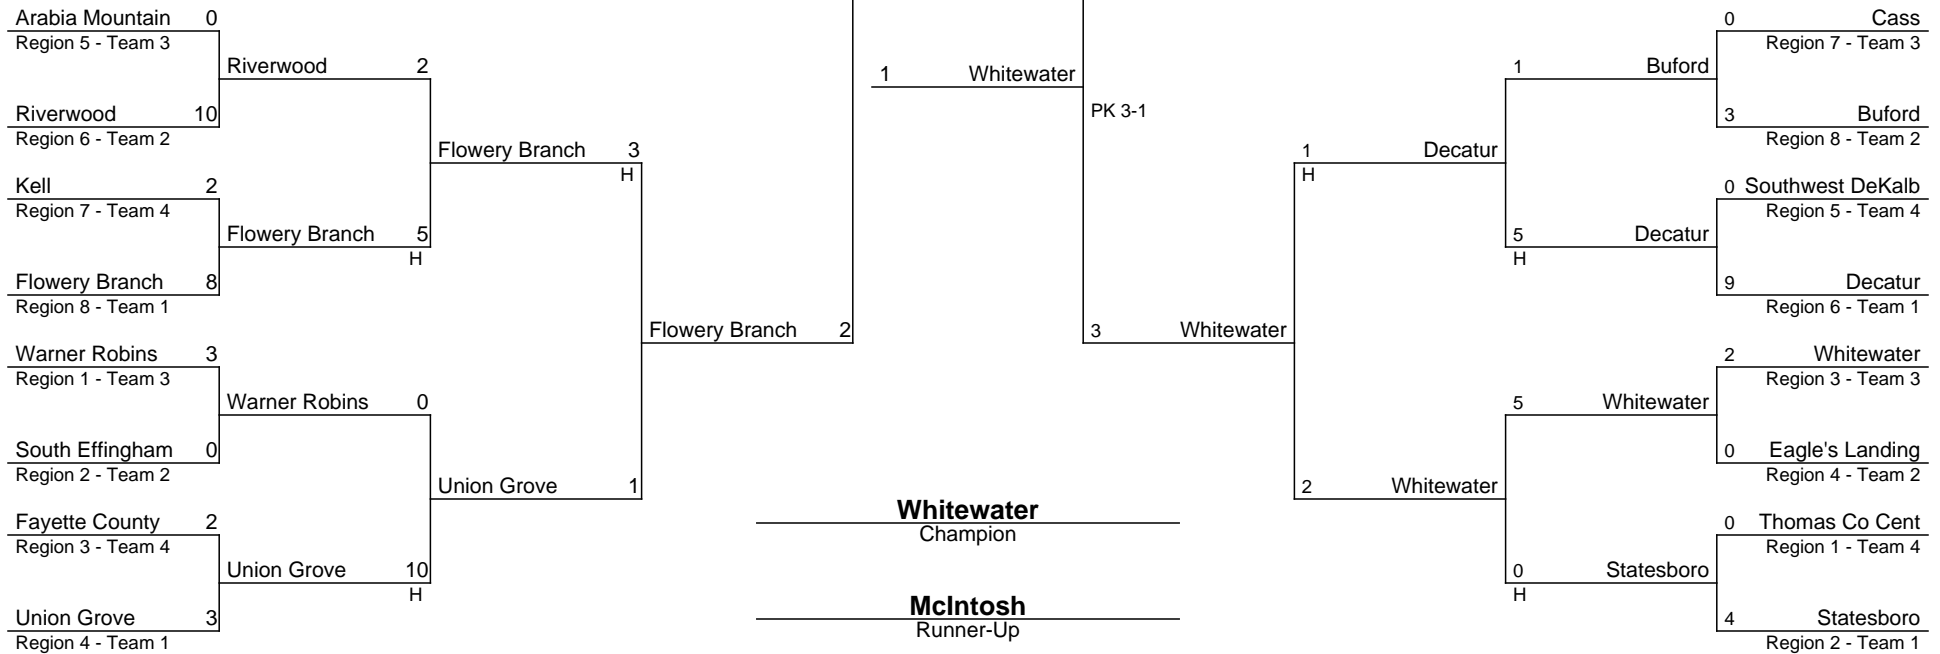 Arabia Mountain 0
Region 5 - Team 3
Riverwood 2
Riverwood 10
Region 6 - Team 2
Flowery Branch 3
H
Kell 2
Region 7 - Team 4
Flowery Branch 5
H
Flowery Branch 8
Region 8 - Team 1
Flowery Branch 2
Warner Robins 3
Region 1 - Team 3
Warner Robins 0
South Effingham 0
Region 2 - Team 2
Union Grove 1
Fayette County 2
Region 3 - Team 4
Union Grove 10
H
Union Grove 3
Region 4 - Team 1
1 Whitewater
PK 3-1
3 Whitewater
Whitewater
Champion
McIntosh
Runner-Up
0 Cass
Region 7 - Team 3
1 Buford
3 Buford
Region 8 - Team 2
1 Decatur
H
0 Southwest DeKalb
Region 5 - Team 4
5 Decatur
H
9 Decatur
Region 6 - Team 1
2 Whitewater
Region 3 - Team 3
5 Whitewater
0 Eagle's Landing
Region 4 - Team 2
2 Whitewater
0 Thomas Co Cent
Region 1 - Team 4
0 Statesboro
H
4 Statesboro
Region 2 - Team 1